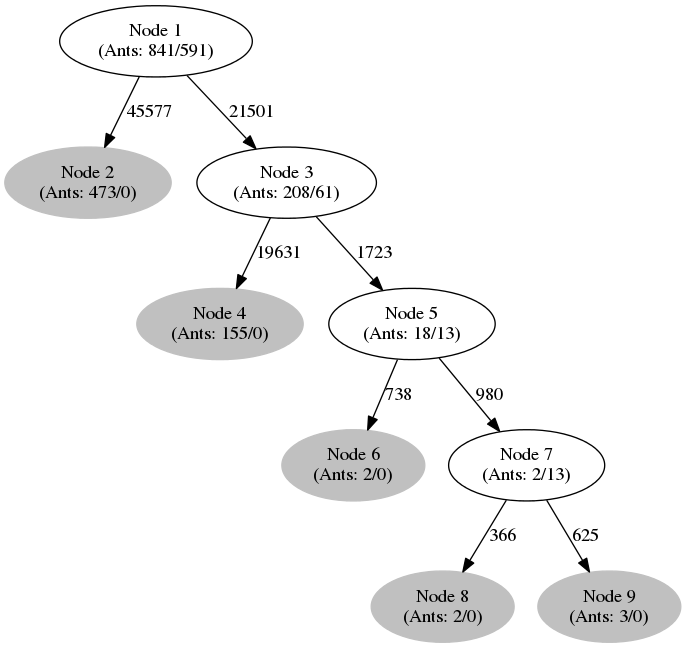 Node 1
(Ants: 841/591)
45577
21501
Node 2
(Ants: 473/0)
Node 3
(Ants: 208/61)
19631
1723
Node 4
(Ants: 155/0)
Node 5
(Ants: 18/13)
738
980
Node 6
(Ants: 2/0)
Node 7
(Ants: 2/13)
366
625
Node 8
(Ants: 2/0)
Node 9
(Ants: 3/0)